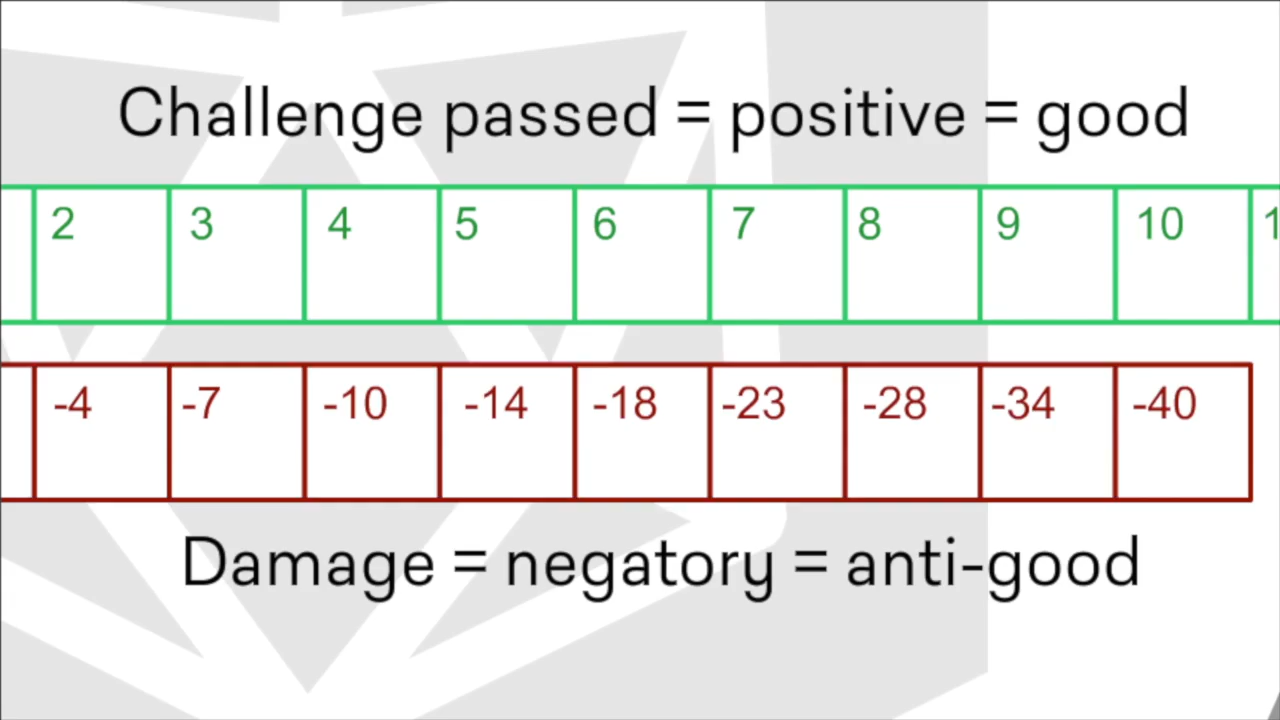 Challenge passed = positive = good
2 3 4 5 6 7 8 9 10
-4 -7 -10 -14 -18 -23 -28 -34 -40
Damage = negatory = anti-good